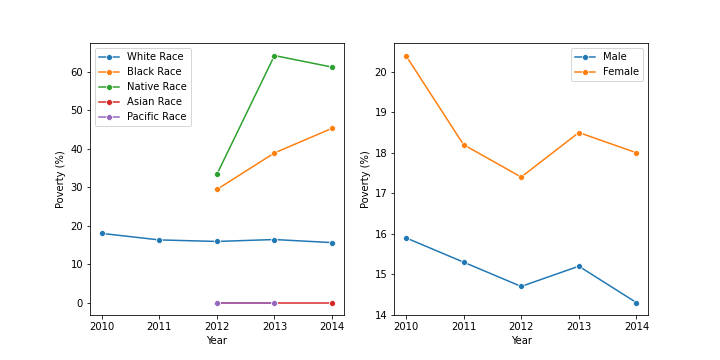 White Race
Black Race
Native Race
Asian Race
Pacific Race
Poverty (%)
60
50
40
30
20
10
0
2010 2011 2012 2013 2014
Year
Male
Female
Poverty (%)
20
19
18
17
16
15
14
2010 2011 2012 2013 2014
Year